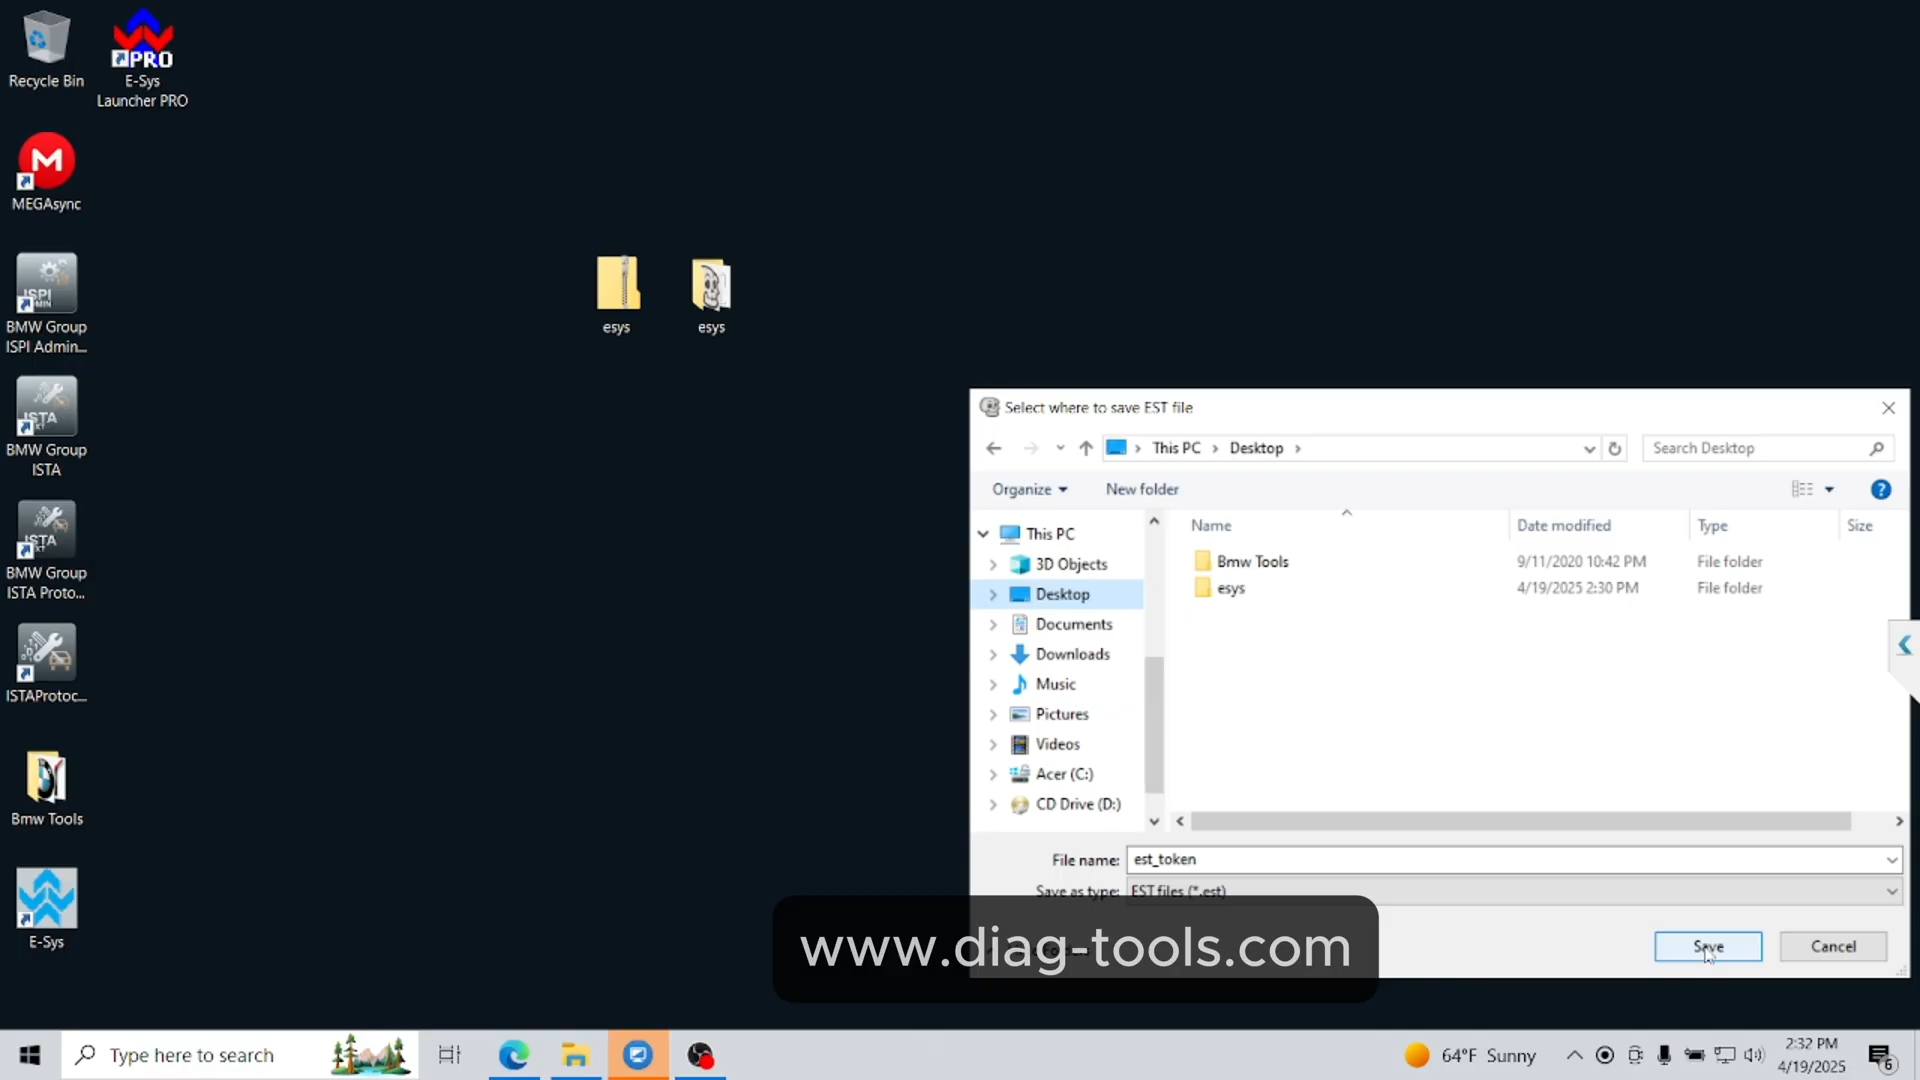 Recycle Bin
PRO
E-Sys
Launcher PRO
M
MEGAsync
ISPI
BMW Group
ISPI Admin...
ISTA
BMW Group
ISTA
ISTA
BMW Group
ISTA Proto...
ISTAProtoc...
Bmw Tools
E-Sys
esys
esys
Select where to save EST file
This PC
Desktop
Search Desktop
Organize
New folder
?
Name
Date modified
Type
Size
This PC
3D Objects
Desktop
Documents
Downloads
Music
Pictures
Videos
Acer (C:)
CD Drive (D:)
Bmw Tools
9/11/2020 10:42 PM
File folder
esys
4/19/2025 2:30 PM
File folder
File name:
est_token
Save as type:
EST files (*.est)
Save
Cancel
www.diag-tools.com
Type here to search
64°F Sunny
2:32 PM
4/19/2025
6